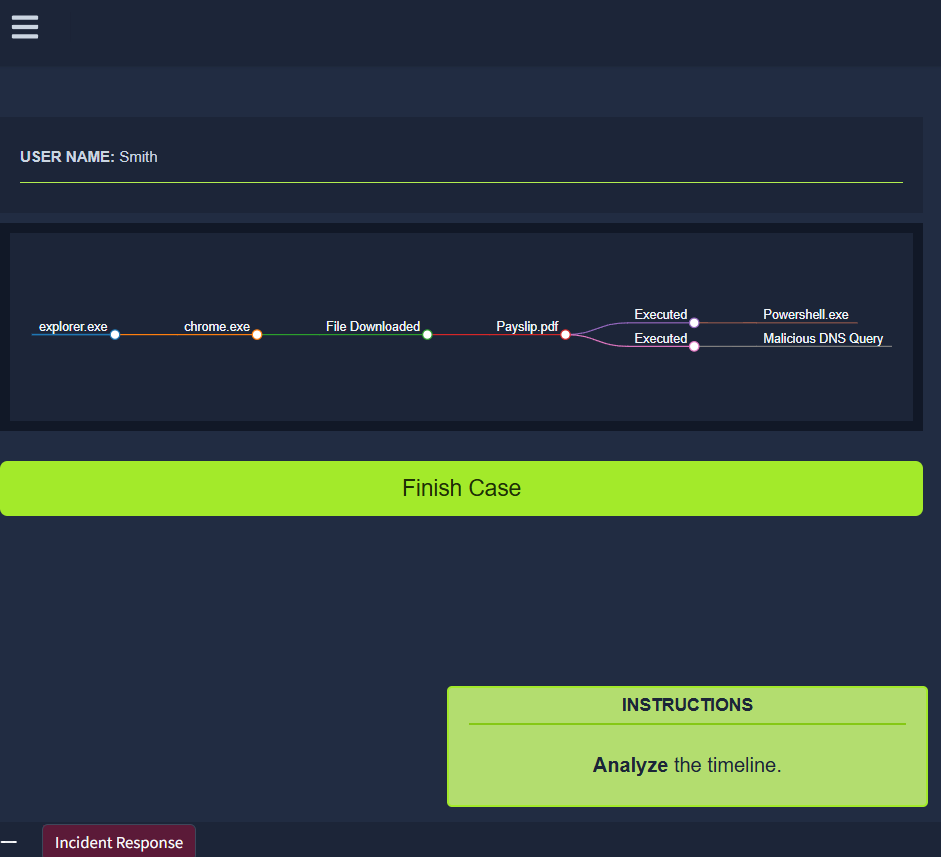 USER NAME: Smith
explorer.exe
chrome.exe
File Downloaded
Payslip.pdf
Executed
Powershell.exe
Executed
Malicious DNS Query
Finish Case
INSTRUCTIONS
Analyze the timeline.
Incident Response